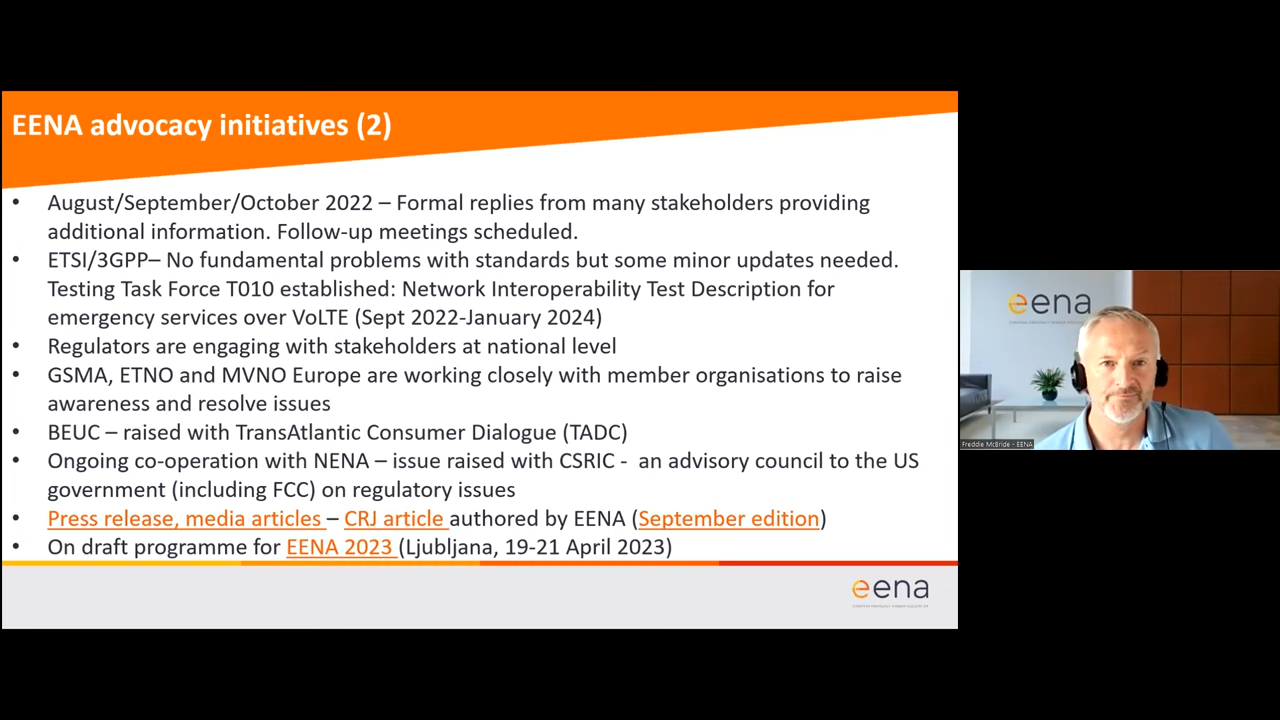 EENA advocacy initiatives (2)
• August/September/October 2022 – Formal replies from many stakeholders providing
additional information. Follow-up meetings scheduled.
• ETSI/3GPP– No fundamental problems with standards but some minor updates needed.
Testing Task Force T010 established: Network Interoperability Test Description for
emergency services over VoLTE (Sept 2022-January 2024)
• Regulators are engaging with stakeholders at national level
• GSMA, ETNO and MVNO Europe are working closely with member organisations to raise
awareness and resolve issues
• BEUC – raised with TransAtlantic Consumer Dialogue (TADC)
• Ongoing co-operation with NENA – issue raised with CSRIC - an advisory council to the US
government (including FCC) on regulatory issues
• Press release, media articles – CRJ article authored by EENA (September edition)
• On draft programme for EENA 2023 (Ljubljana, 19-21 April 2023)
eena
eena
Freddie McBride - EENA